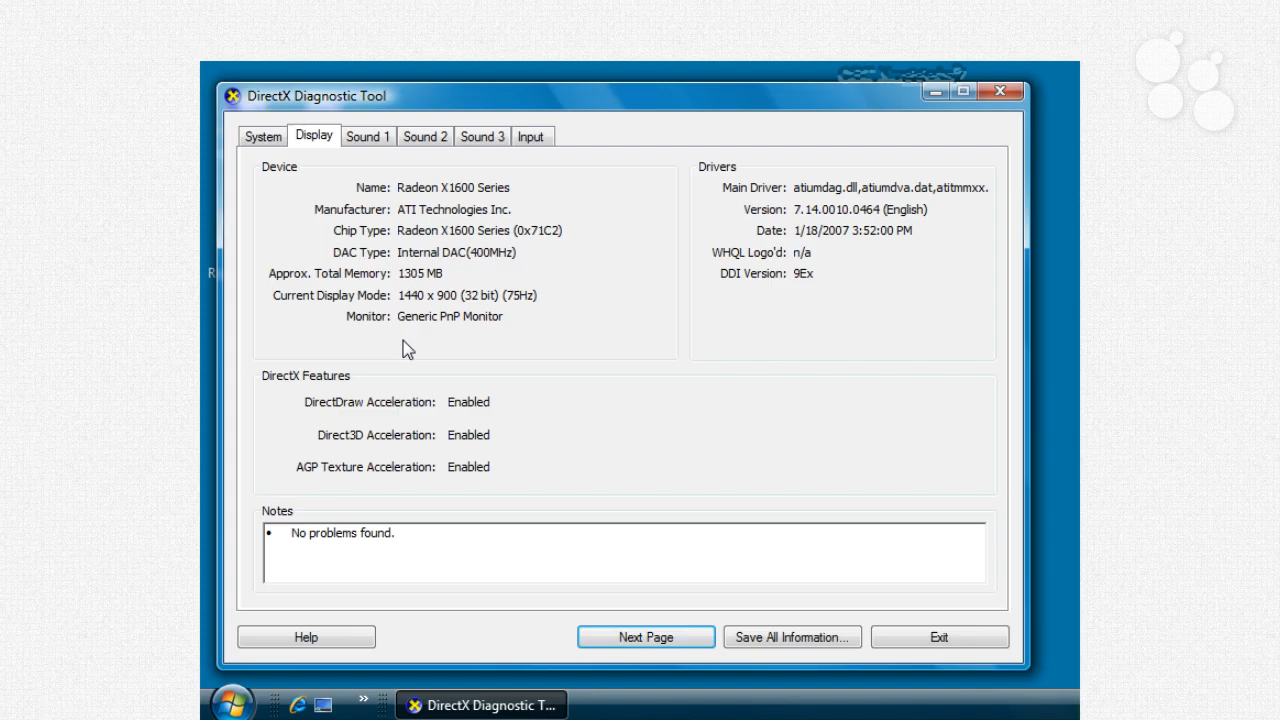 DirectX Diagnostic Tool
System Display Sound 1 Sound 2 Sound 3 Input
Device
Name: Radeon X1600 Series
Manufacturer: ATI Technologies Inc.
Chip Type: Radeon X1600 Series (0x71C2)
DAC Type: Internal DAC(400MHz)
Approx. Total Memory: 1305 MB
Current Display Mode: 1440 x 900 (32 bit) (75Hz)
Monitor: Generic PnP Monitor
Drivers
Main Driver: atiumdag.dll,atiumdva.dat,atitmmxx.
Version: 7.14.0010.0464 (English)
Date: 1/18/2007 3:52:00 PM
WHQL Logo'd: n/a
DDI Version: 9Ex
R
DirectX Features
DirectDraw Acceleration: Enabled
Direct3D Acceleration: Enabled
AGP Texture Acceleration: Enabled
Notes
• No problems found.
Help Next Page Save All Information... Exit
» DirectX Diagnostic T...